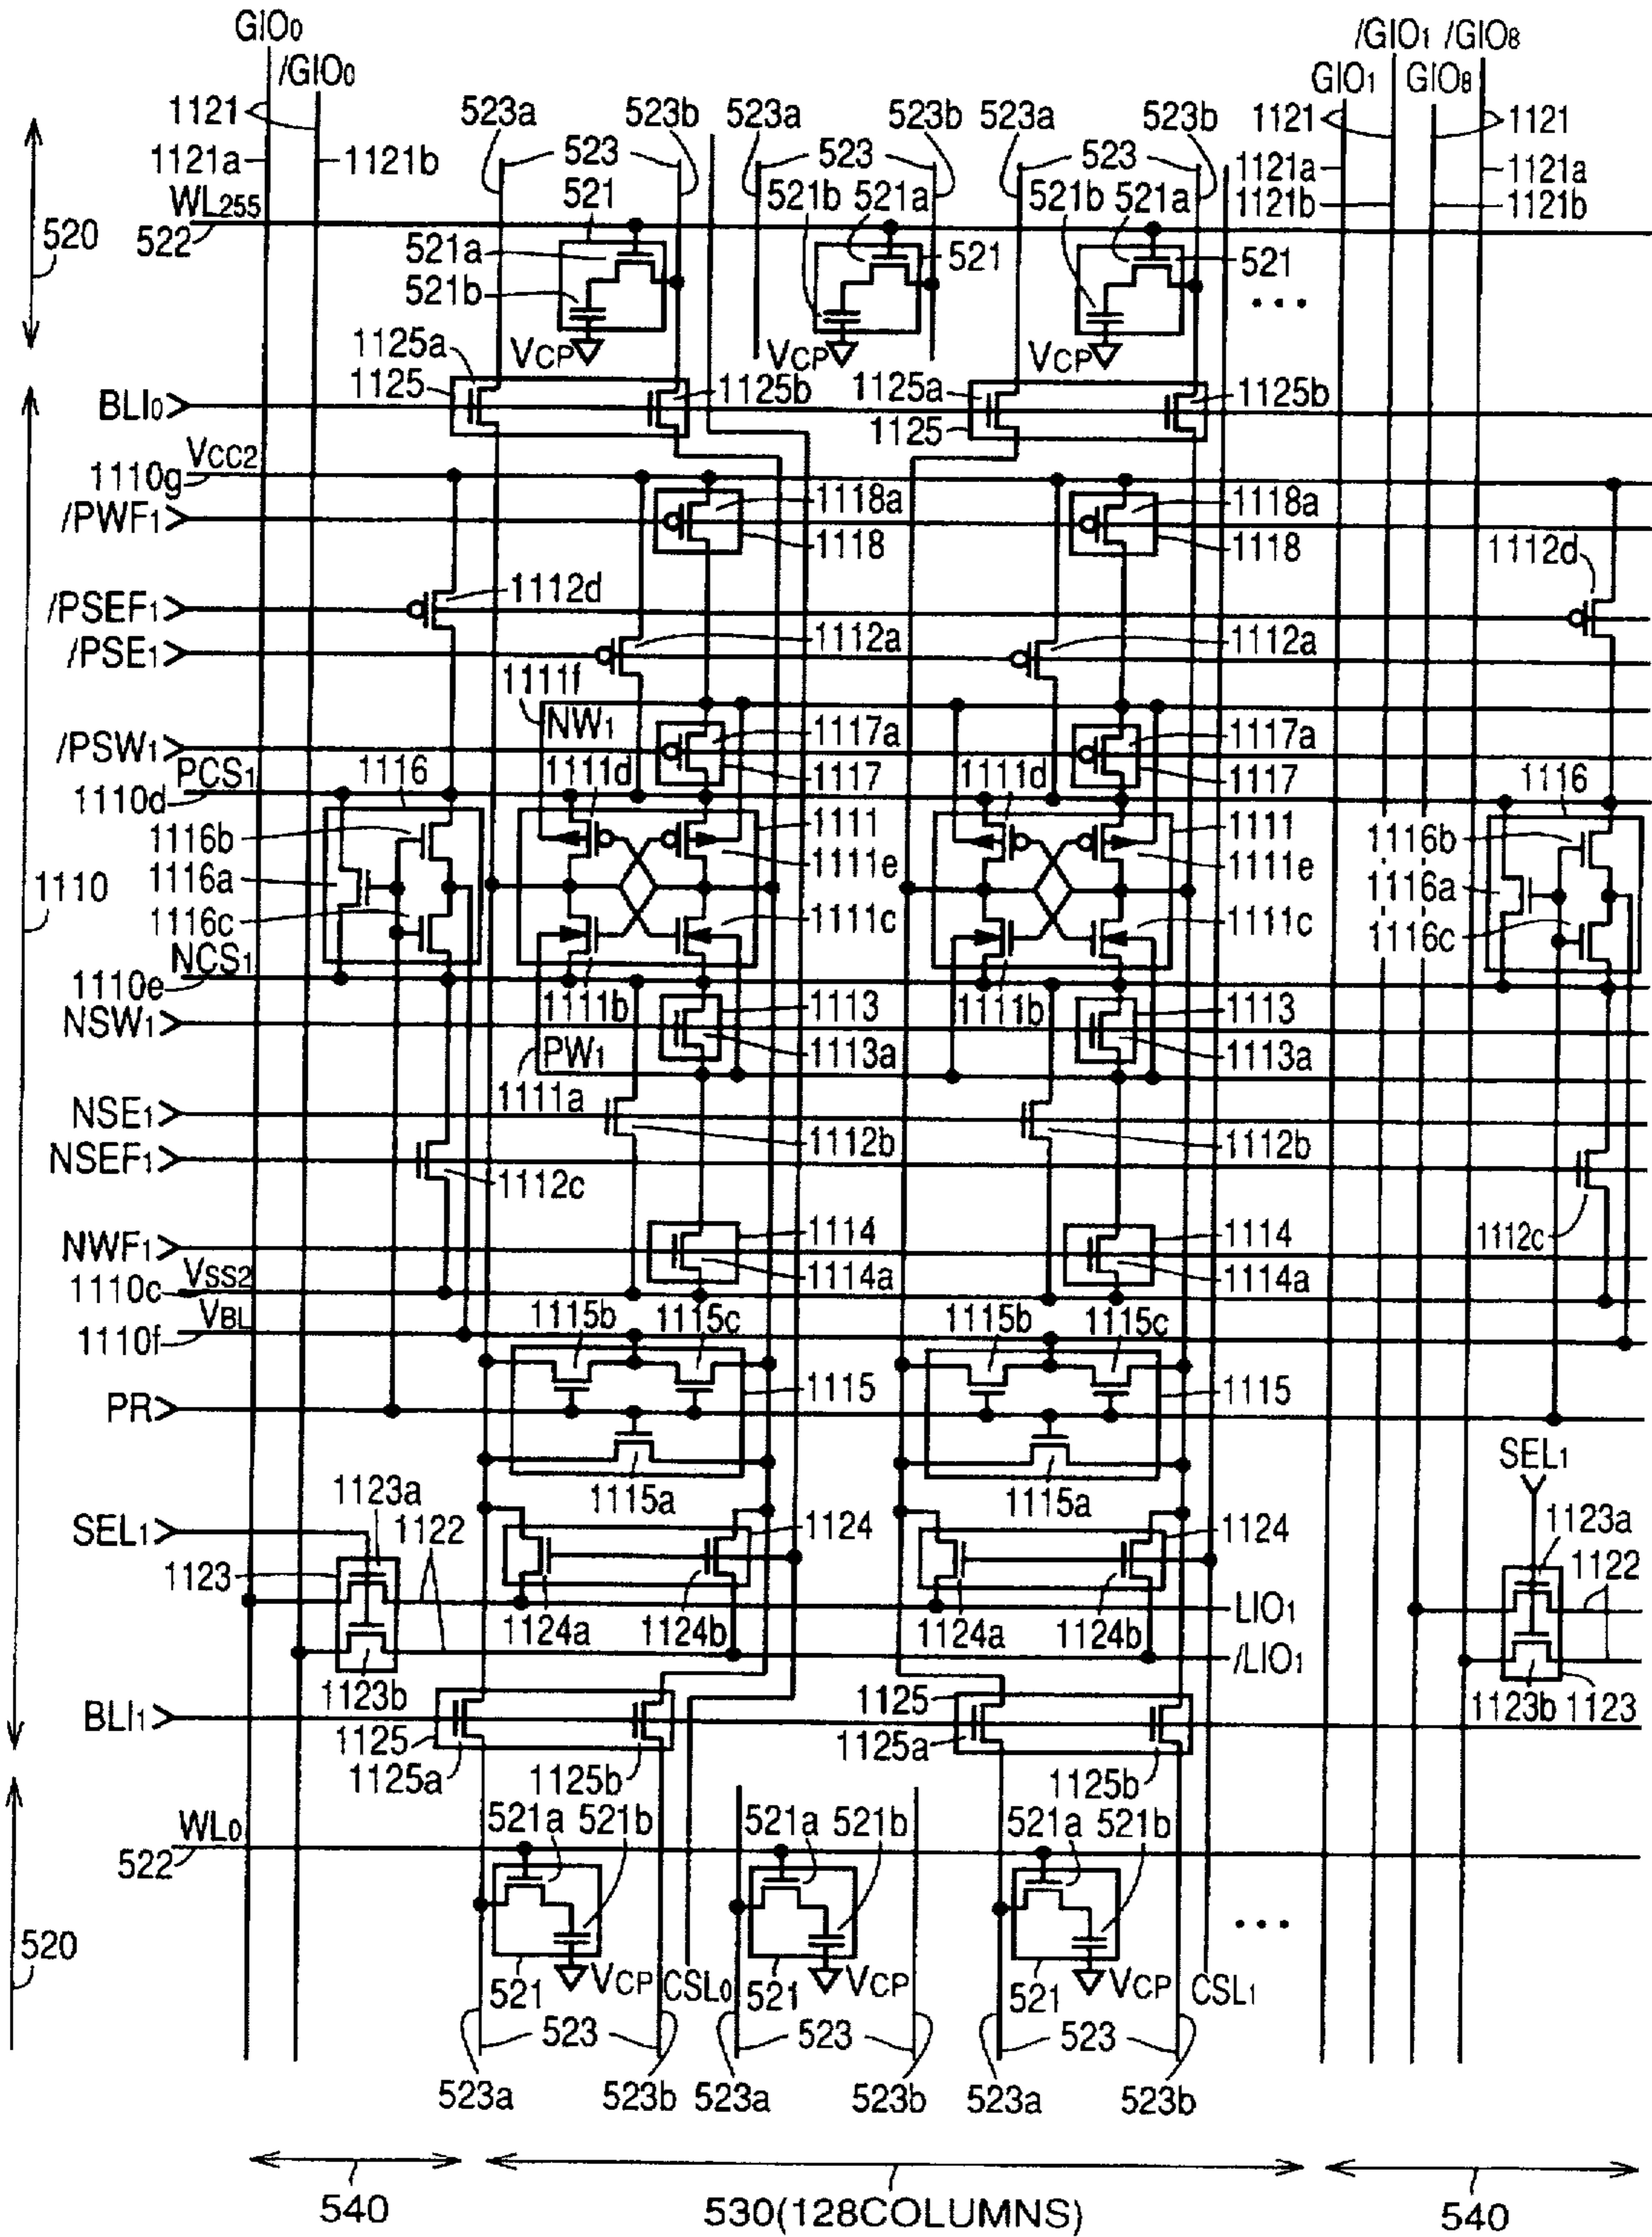 GIO0
/GIO0
/GIO1 /GIO8
GIO1 GIO8
1121
523a 523b 523a 523b 523a 523b
1121 1121
1121a 1121b
523 523 523
1121a 1121a
WL255
521
521b 521a 521b 521a
1121b 1121b
522
520
521a
521 521
521b
...
VCP VCP VCP
1125a
1125 1125b 1125a 1125b
BLI0
1125
VCC2
1110g
1118a 1118a
/PWF1
1118 1118
1112d
/PSEF1 1112d
/PSE1 1112a 1112a
1111f
NW1
/PSW1 1117a 1117a
PCS1 1116 1111d 1117 1111d 1117 1116
1110d
1116b 1111 1111 1116b
1111e 1111e
1110
1116a 1116a
1116c 1111c 1111c 1116c
NCS1
1110e
1111b 1113 1111b 1113
NSW1
PW1 1113a 1113a
1111a
NSE1
1112b 1112b
NSEF1
1112c
1114 1114 1112c
NWF1
VSS2 1114a 1114a
1110c
VBL 1115b 1115c 1115b 1115c
1110f
1115 1115
PR
SEL1
1123a 1115a 1115a
SEL1 1122 1124 1124 1123a
1123 1122
LIO1
1124a 1124b 1124a 1124b
/LIO1
1123b 1125 1123b 1123
BLI1
1125 1125a
1125a 1125b 1125b
WL0 521a 521b 521a 521b 521a 521b
522
...
520
521 VCP CSL0 521 VCP 521 VCP CSL1
523 523 523
523a 523b 523a 523b 523a 523b
540 530(128COLUMNS) 540